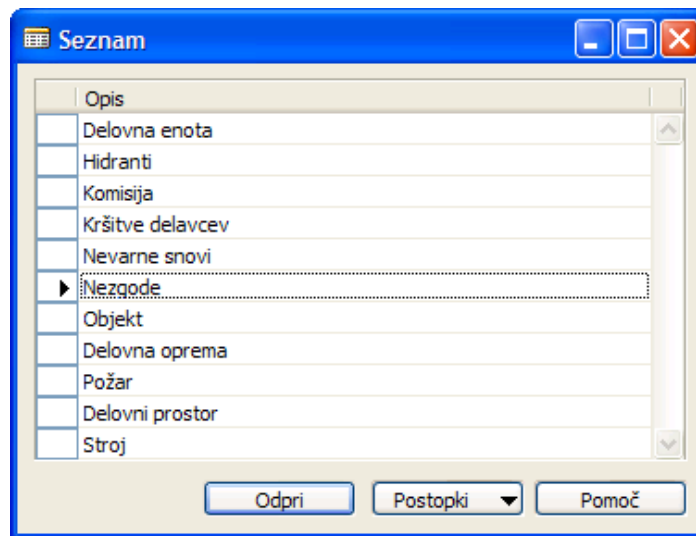 Seznam
Opis
Delovna enota
Hidranti
Komisija
Kršitve delavcev
Nevarne snovi
Nezgode
Objekt
Delovna oprema
Požar
Delovni prostor
Stroj
Odpri Postopki Pomoč